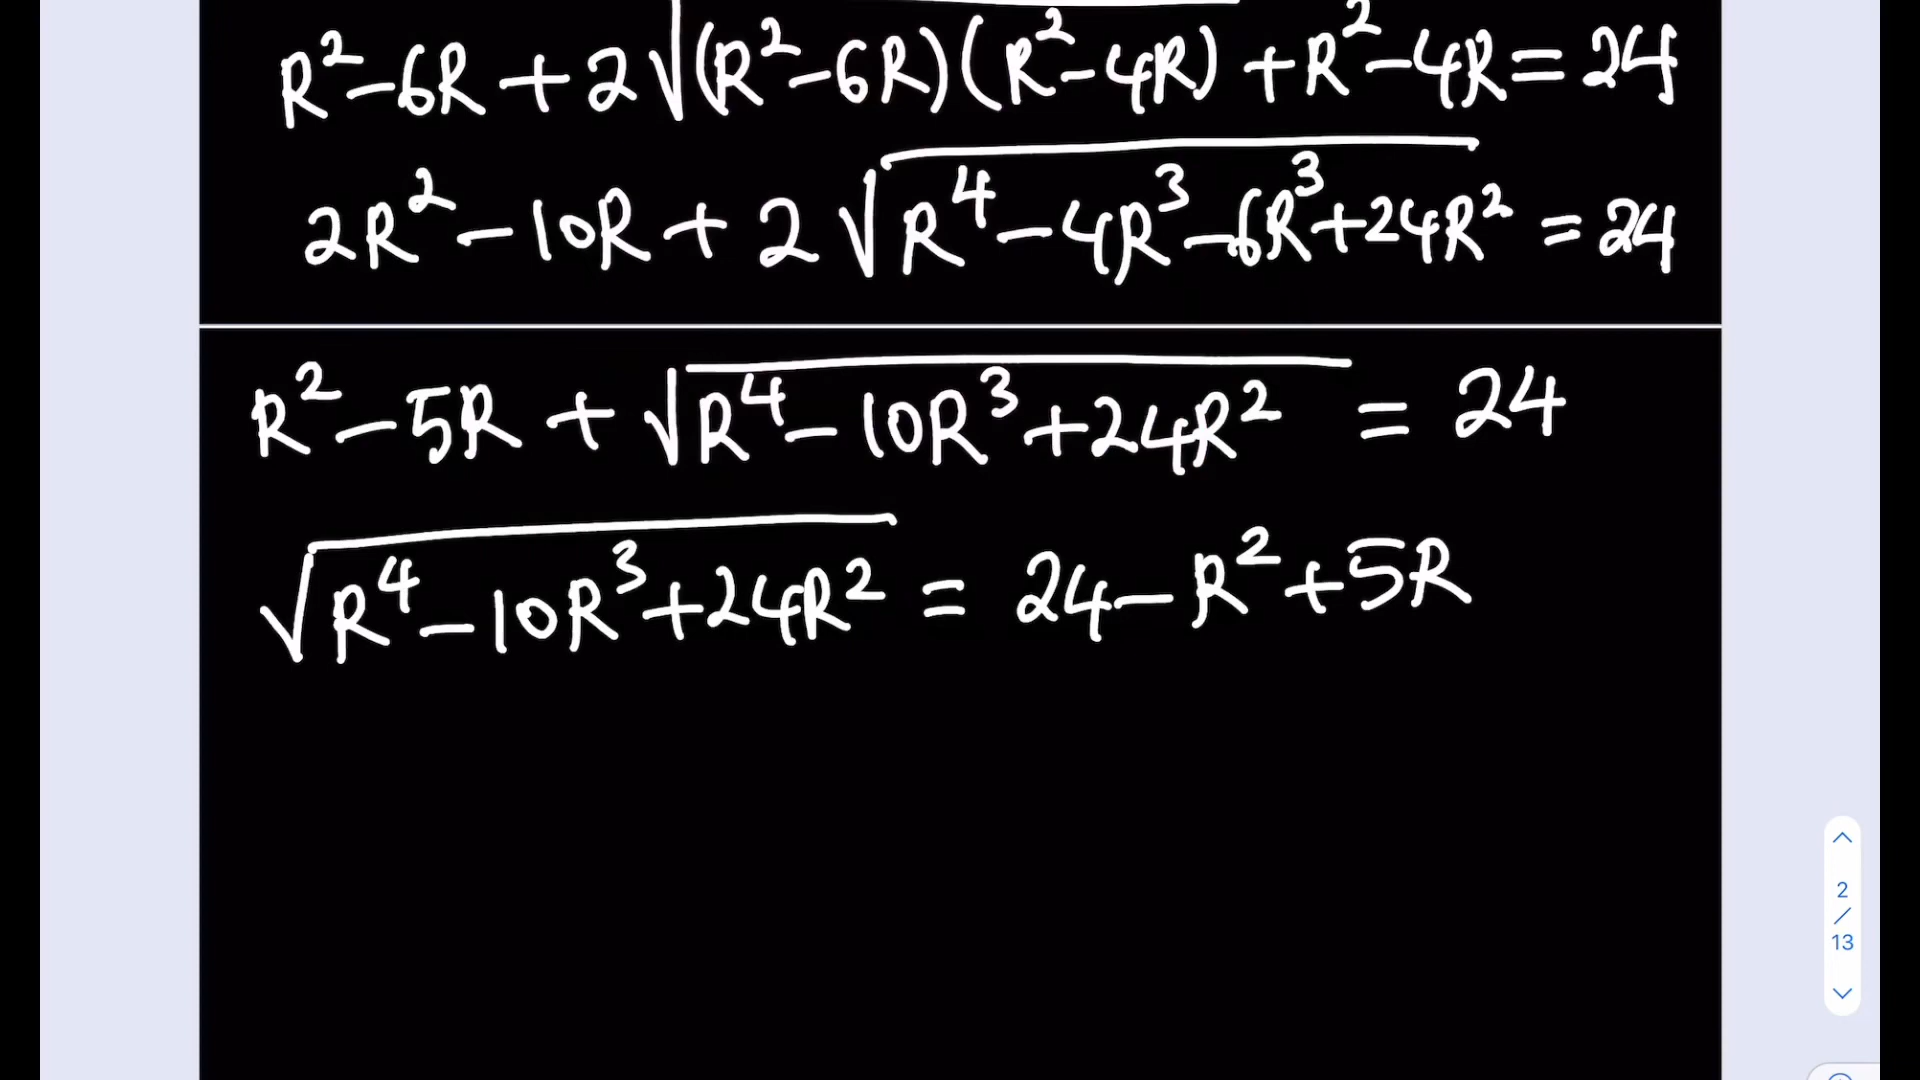 R²-6R+2√(R²-6R)(R²-4R)+R²-4R=24
2R²-10R+2√R⁴-4R³-6R³+24R²=24
R²-5R+√R⁴-10R³+24R²=24
√R⁴-10R³+24R²=24-R²+5R
2
/
13